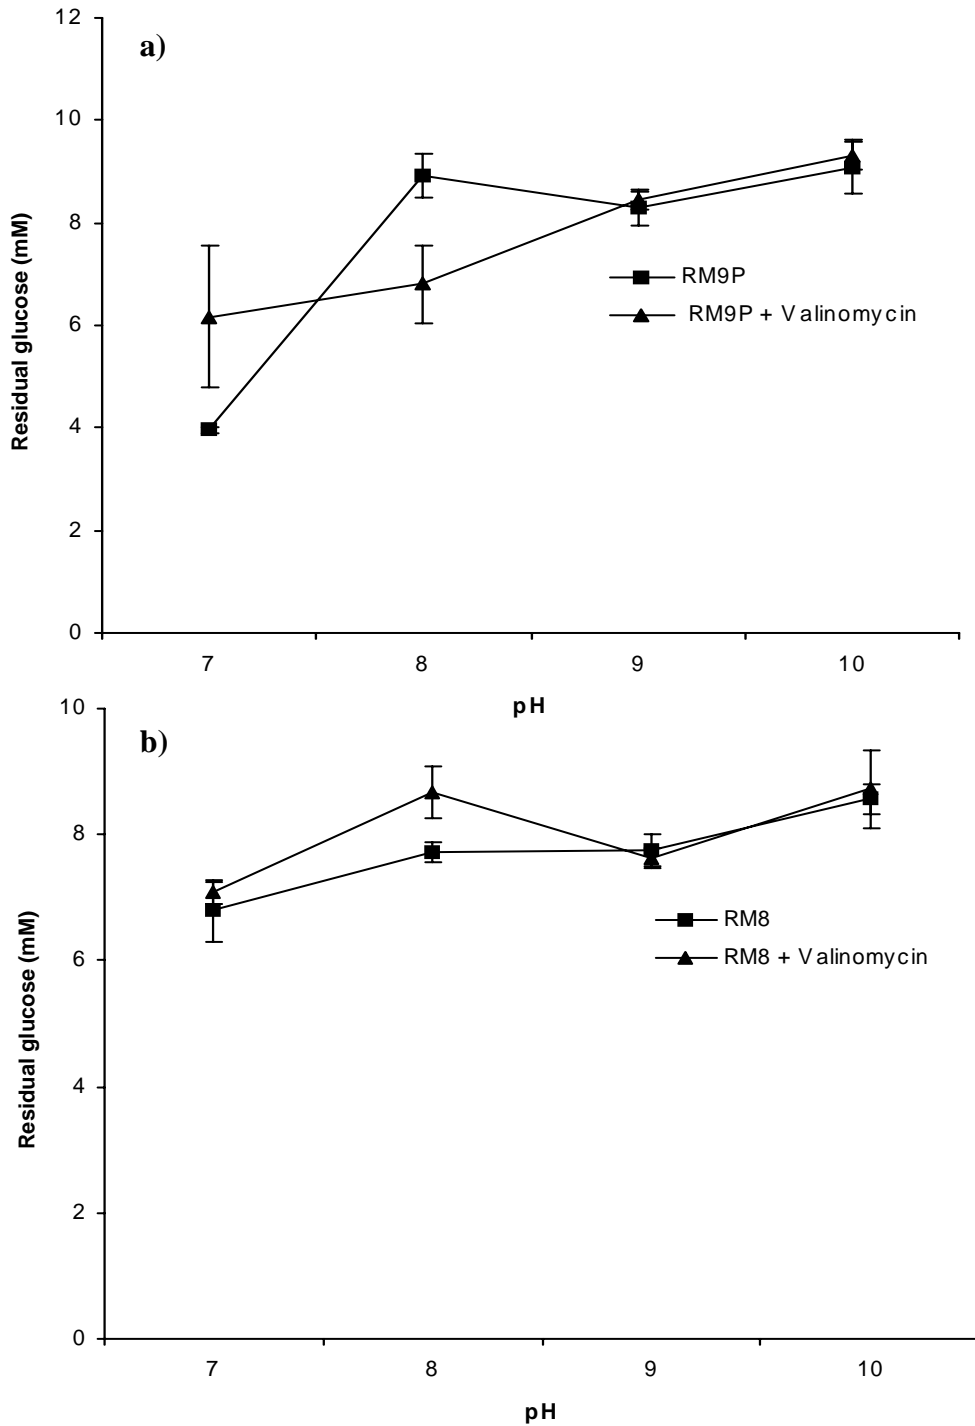 12
a)
10
8
6
4
2
0
Residual glucose (mM)
RM9P
RM9P + Valinomycin
7 8 9 10
pH
10
b)
8
6
4
2
0
Residual glucose (mM)
RM8
RM8 + Valinomycin
7 8 9 10
pH